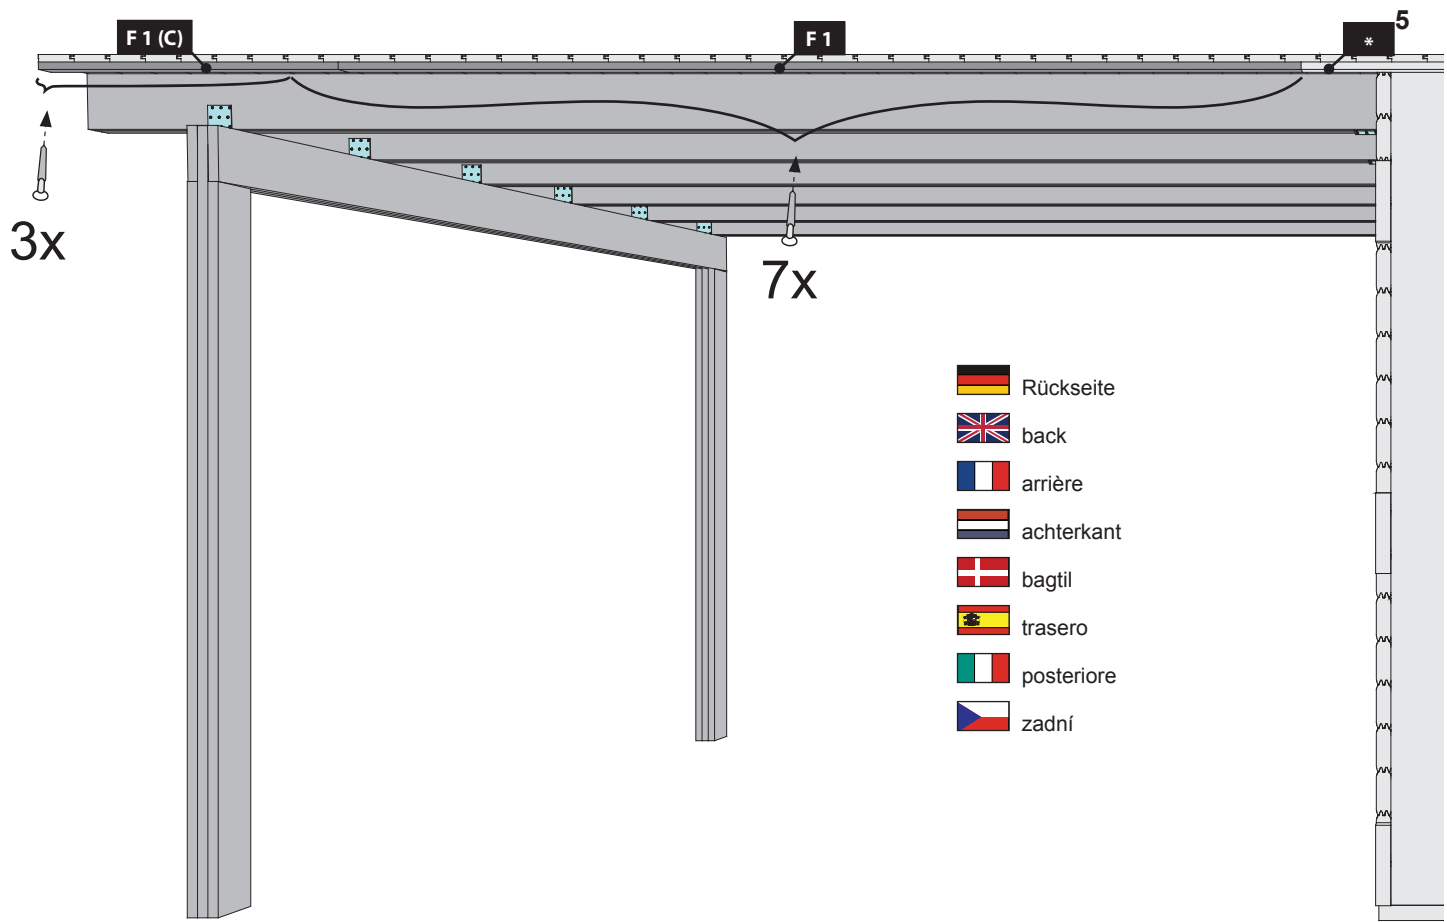 F 1 (C)
F 1
* 5
3x
7x
Rückseite
back
arrière
achterkant
bagtil
trasero
posteriore
zadní